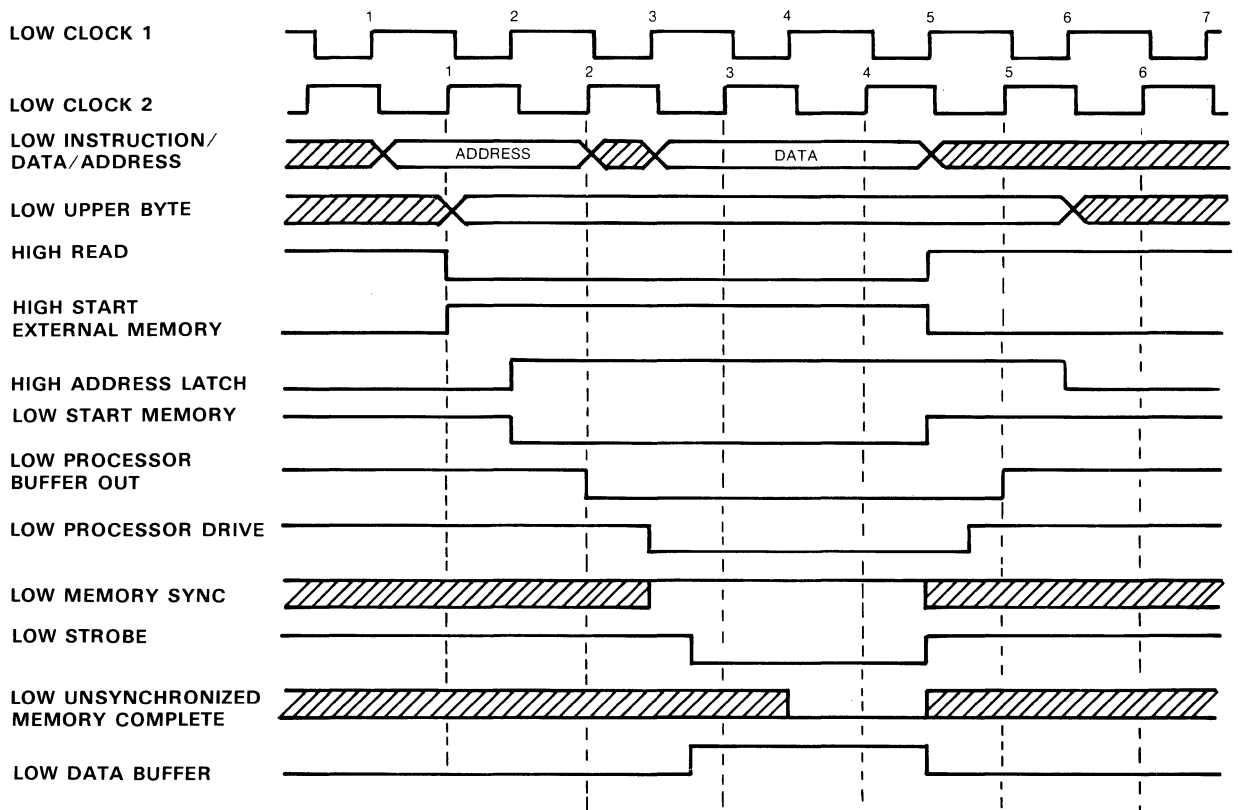 1 2 3 4 5 6 7
LOW CLOCK 1
1 2 3 4 5 6
LOW CLOCK 2
LOW INSTRUCTION/
DATA/ADDRESS
ADDRESS DATA
LOW UPPER BYTE
HIGH READ
HIGH START
EXTERNAL MEMORY
HIGH ADDRESS LATCH
LOW START MEMORY
LOW PROCESSOR
BUFFER OUT
LOW PROCESSOR DRIVE
LOW MEMORY SYNC
LOW STROBE
LOW UNSYNCHRONIZED
MEMORY COMPLETE
LOW DATA BUFFER